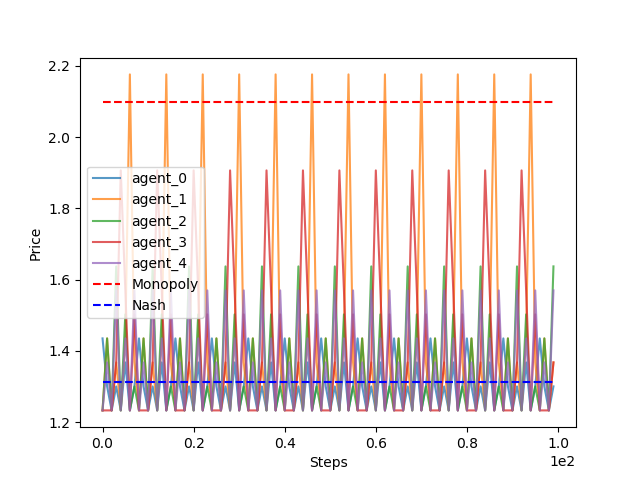 2.2
2.0
1.8
1.6
1.4
1.2
Price
agent_0
agent_1
agent_2
agent_3
agent_4
Monopoly
Nash
0.0 0.2 0.4 0.6 0.8 1.0
Steps
1e2